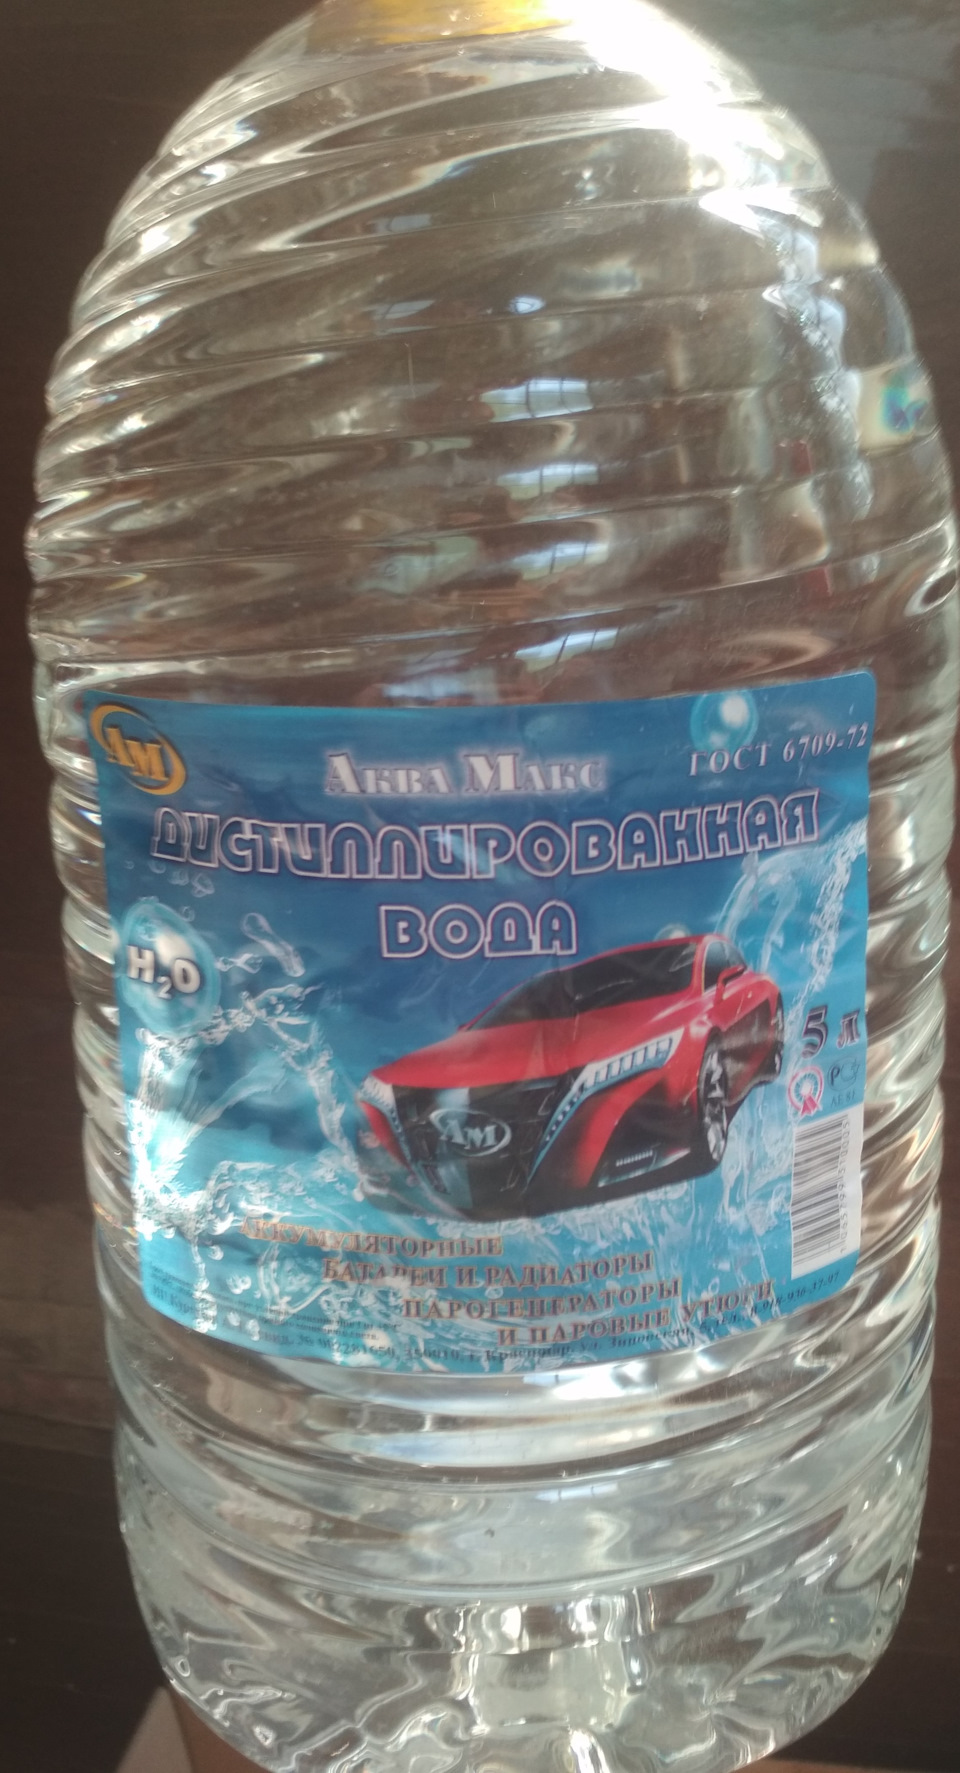 АМ
АКВА МАКС
ГОСТ 6709-72
ДИСТИЛЛИРОВАННАЯ
ВОДА
H₂O
5 л
АМ
АККУМУЛЯТОРНЫЕ
БАТАРЕИ И РАДИАТОРЫ
ПАРОГЕНЕРАТОРЫ
И ПАРОВЫЕ УТЮГИ